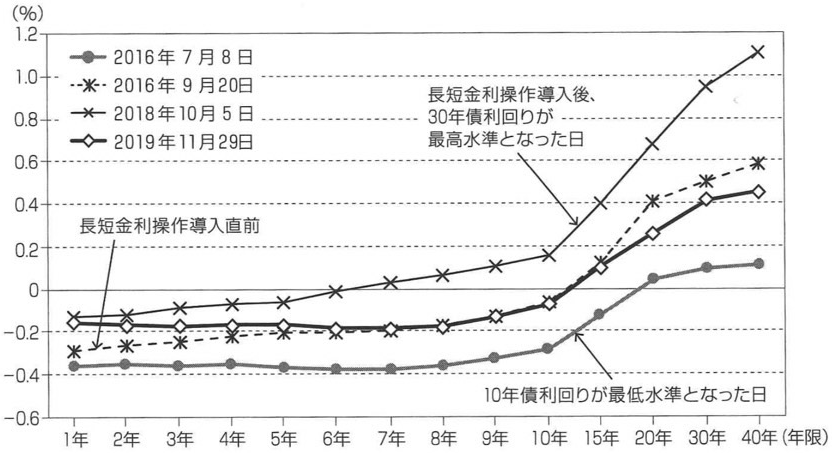 (%)
1.2
1.0
0.8
0.6
0.4
0.2
0
-0.2
-0.4
-0.6
2016年7月8日
2016年9月20日
2018年10月5日
2019年11月29日
長短金利操作導入後、
30年債利回りが
最高水準となった日
長短金利操作導入直前
10年債利回りが最低水準となった日
1年 2年 3年 4年 5年 6年 7年 8年 9年 10年 15年 20年 30年 40年 (年限)